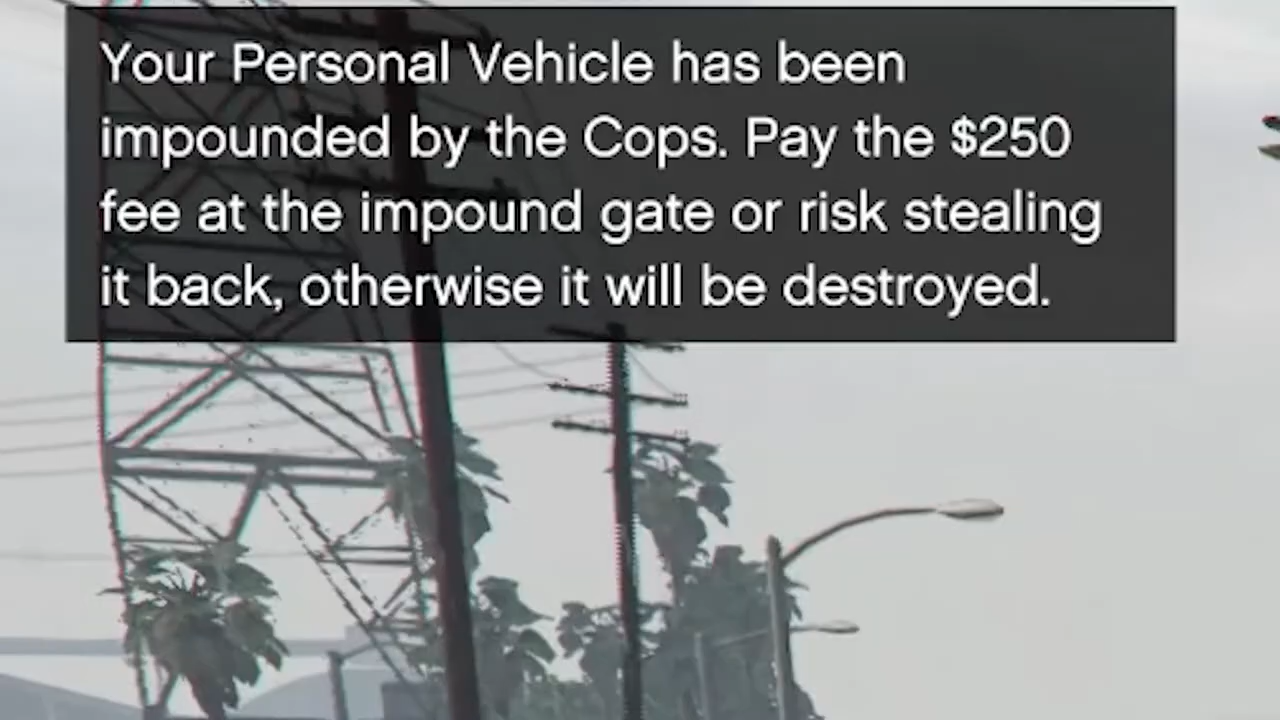 Your Personal Vehicle has been
impounded by the Cops. Pay the $250
fee at the impound gate or risk stealing
it back, otherwise it will be destroyed.